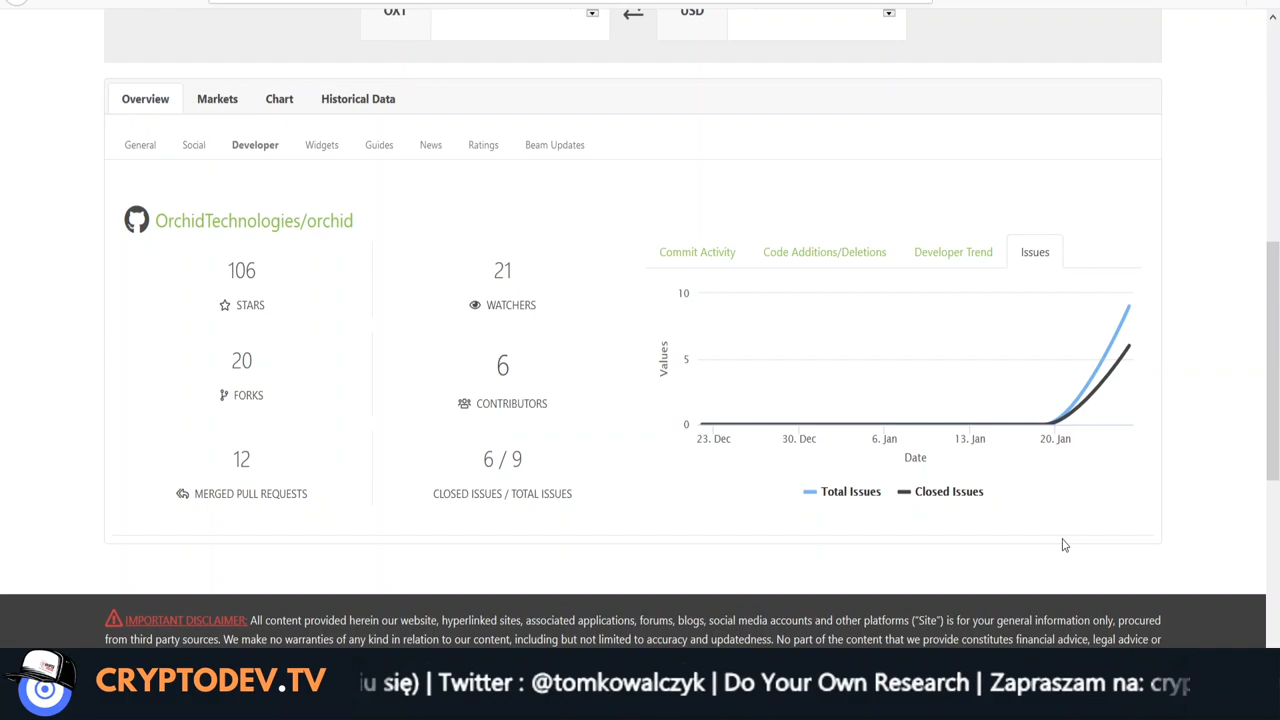 OXT USD
Overview Markets Chart Historical Data
General Social Developer Widgets Guides News Ratings Beam Updates
OrchidTechnologies/orchid
106
STARS
21
WATCHERS
20
FORKS
6
CONTRIBUTORS
12
MERGED PULL REQUESTS
6 / 9
CLOSED ISSUES / TOTAL ISSUES
Commit Activity Code Additions/Deletions Developer Trend Issues
10
5
0
Values
23. Dec 30. Dec 6. Jan 13. Jan 20. Jan
Date
Total Issues Closed Issues
IMPORTANT DISCLAIMER: All content provided herein our website, hyperlinked sites, associated applications, forums, blogs, social media accounts and other platforms (“Site”) is for your general information only, procured
from third party sources. We make no warranties of any kind in relation to our content, including but not limited to accuracy and updatedness. No part of the content that we provide constitutes financial advice, legal advice or
CRYPTODEV.TV
iu się) | Twitter : @tomkowalczyk | Do Your Own Research | Zapraszam na: cryp